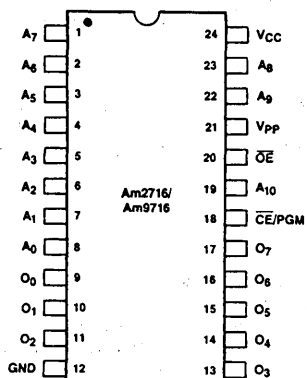 A7 1 24 VCC
A6 2 23 A8
A5 3 22 A9
A4 4 21 VPP
A3 5 20 O̅E̅
A2 6 19 A10
Am2716/
Am9716
A1 7 18 C̅E̅/PGM
A0 8 17 O7
O0 9 16 O6
O1 10 15 O5
O2 11 14 O4
GND 12 13 O3